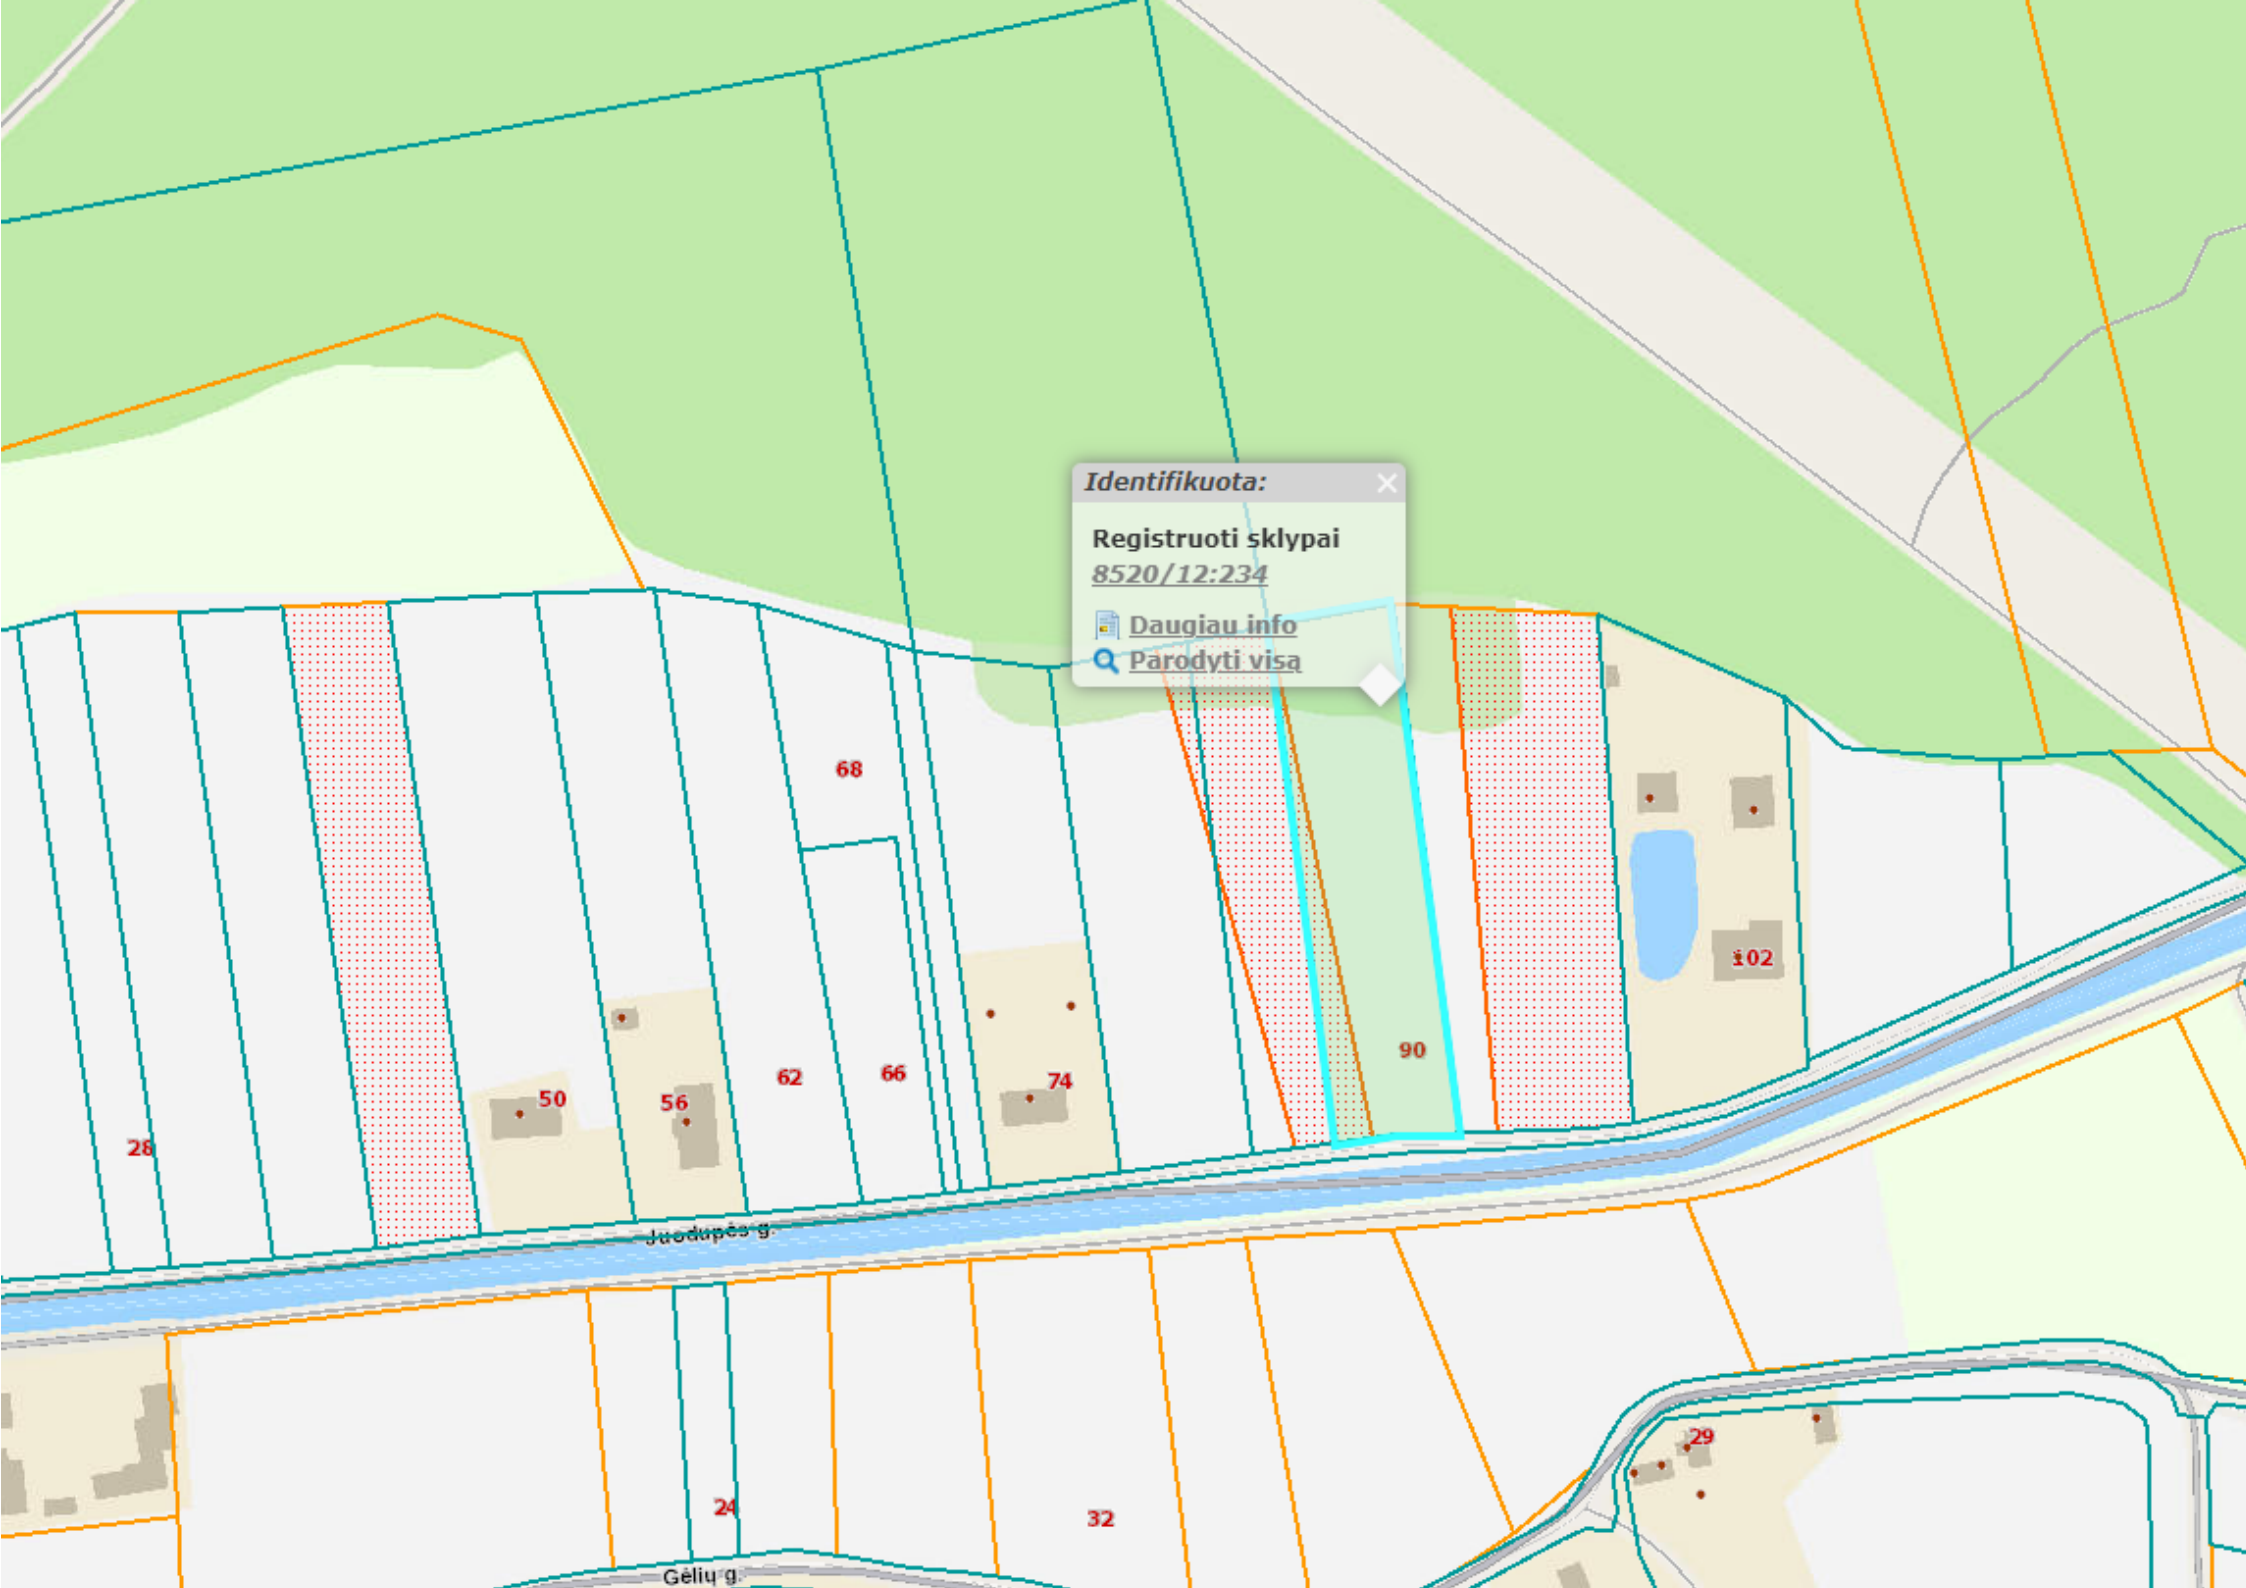 Identifikuota:
Registruoti sklypai
8520/12:234
Daugiau info
Parodyti visą
68
102
90
74
66
62
56
50
28
Juodupės g.
29
24
32
Gėlių g.